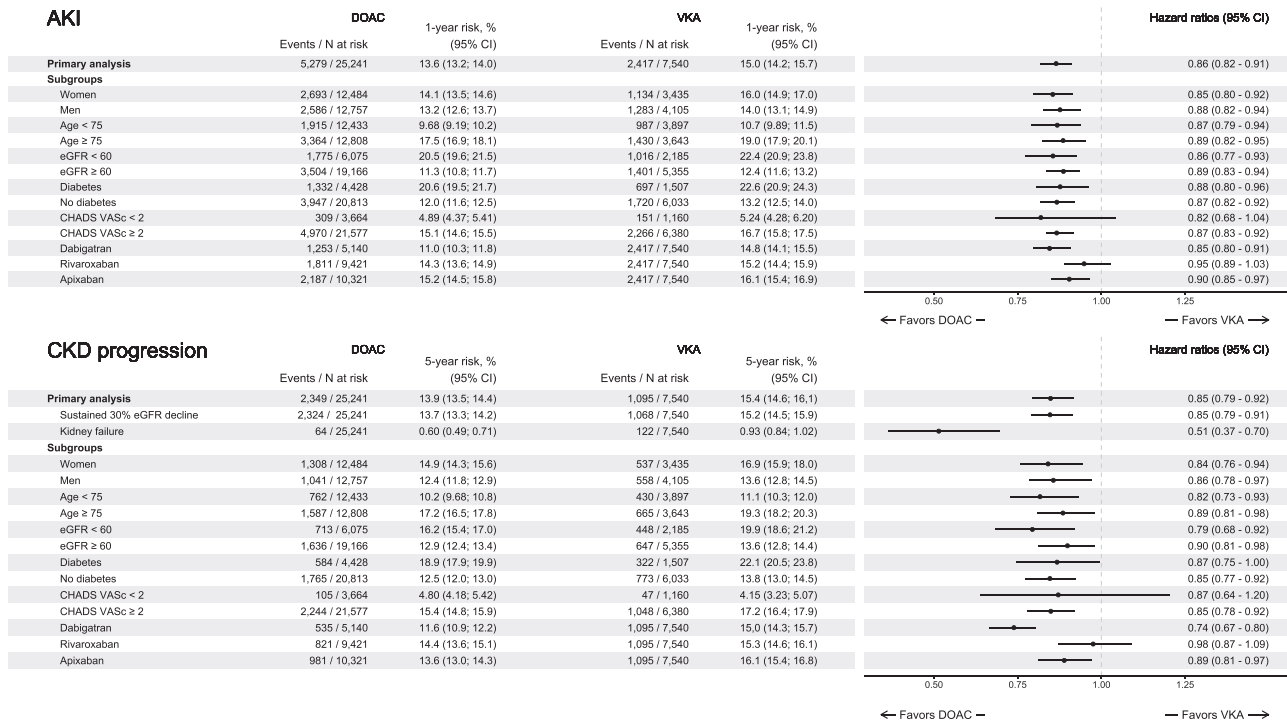 AKI DOAC VKA Hazard ratios (95% CI)
1-year risk, % 1-year risk, %
Events / N at risk (95% CI) Events / N at risk (95% CI)
Primary analysis 5,279 / 25,241 13.6 (13.2; 14.0) 2,417 / 7,540 15.0 (14.2; 15.7) 0.86 (0.82 - 0.91)
Subgroups
Women 2,693 / 12,484 14.1 (13.5; 14.6) 1,134 / 3,435 16.0 (14.9; 17.0) 0.85 (0.80 - 0.92)
Men 2,586 / 12,757 13.2 (12.6; 13.7) 1,283 / 4,105 14.0 (13.1; 14.9) 0.88 (0.82 - 0.94)
Age < 75 1,915 / 12,433 9.68 (9.19; 10.2) 987 / 3,897 10.7 (9.89; 11.5) 0.87 (0.79 - 0.94)
Age ≥ 75 3,364 / 12,808 17.5 (16.9; 18.1) 1,430 / 3,643 19.0 (17.9; 20.1) 0.89 (0.82 - 0.95)
eGFR < 60 1,775 / 6,075 20.5 (19.6; 21.5) 1,016 / 2,185 22.4 (20.9; 23.8) 0.86 (0.77 - 0.93)
eGFR ≥ 60 3,504 / 19,166 11.3 (10.8; 11.7) 1,401 / 5,355 12.4 (11.6; 13.2) 0.89 (0.83 - 0.94)
Diabetes 1,332 / 4,428 20.6 (19.5; 21.7) 697 / 1,507 22.6 (20.9; 24.3) 0.88 (0.80 - 0.96)
No diabetes 3,947 / 20,813 12.0 (11.6; 12.5) 1,720 / 6,033 13.2 (12.5; 14.0) 0.87 (0.82 - 0.92)
CHADS VASc < 2 309 / 3,664 4.89 (4.37; 5.41) 151 / 1,160 5.24 (4.28; 6.20) 0.82 (0.68 - 1.04)
CHADS VASc ≥ 2 4,970 / 21,577 15.1 (14.6; 15.5) 2,266 / 6,380 16.7 (15.8; 17.5) 0.87 (0.83 - 0.92)
Dabigatran 1,253 / 5,140 11.0 (10.3; 11.8) 2,417 / 7,540 14.8 (14.1; 15.5) 0.85 (0.80 - 0.91)
Rivaroxaban 1,811 / 9,421 14.3 (13.6; 14.9) 2,417 / 7,540 15.2 (14.4; 15.9) 0.95 (0.89 - 1.03)
Apixaban 2,187 / 10,321 15.2 (14.5; 15.8) 2,417 / 7,540 16.1 (15.4; 16.9) 0.90 (0.85 - 0.97)
0.50 0.75 1.00 1.25
← Favors DOAC — — Favors VKA →
CKD progression DOAC VKA Hazard ratios (95% CI)
5-year risk, % 5-year risk, %
Events / N at risk (95% CI) Events / N at risk (95% CI)
Primary analysis 2,349 / 25,241 13.9 (13.5; 14.4) 1,095 / 7,540 15.4 (14.6; 16,1) 0.85 (0.79 - 0.92)
Sustained 30% eGFR decline 2,324 / 25,241 13.7 (13.3; 14.2) 1,068 / 7,540 15.2 (14.5; 15.9) 0.85 (0.79 - 0.91)
Kidney failure 64 / 25,241 0.60 (0.49; 0.71) 122 / 7,540 0.93 (0.84; 1.02) 0.51 (0.37 - 0.70)
Subgroups
Women 1,308 / 12,484 14.9 (14.3; 15.6) 537 / 3,435 16.9 (15.9; 18.0) 0.84 (0.76 - 0.94)
Men 1,041 / 12,757 12.4 (11.8; 12.9) 558 / 4,105 13.6 (12.8; 14.5) 0.86 (0.78 - 0.97)
Age < 75 762 / 12,433 10.2 (9.68; 10.8) 430 / 3,897 11.1 (10.3; 12.0) 0.82 (0.73 - 0.93)
Age ≥ 75 1,587 / 12,808 17.2 (16.5; 17.8) 665 / 3,643 19.3 (18.2; 20.3) 0.89 (0.81 - 0.98)
eGFR < 60 713 / 6,075 16.2 (15.4; 17.0) 448 / 2,185 19.9 (18.6; 21.2) 0.79 (0.68 - 0.92)
eGFR ≥ 60 1,636 / 19,166 12.9 (12.4; 13.4) 647 / 5,355 13.6 (12.8; 14.4) 0.90 (0.81 - 0.98)
Diabetes 584 / 4,428 18.9 (17.9; 19.9) 322 / 1,507 22.1 (20.5; 23.8) 0.87 (0.75 - 1.00)
No diabetes 1,765 / 20,813 12.5 (12.0; 13.0) 773 / 6,033 13.8 (13.0; 14.5) 0.85 (0.77 - 0.92)
CHADS VASc < 2 105 / 3,664 4.80 (4.18; 5.42) 47 / 1,160 4.15 (3.23; 5.07) 0.87 (0.64 - 1.20)
CHADS VASc ≥ 2 2,244 / 21,577 15.4 (14.8; 15.9) 1,048 / 6,380 17.2 (16.4; 17.9) 0.85 (0.78 - 0.92)
Dabigatran 535 / 5,140 11.6 (10.9; 12.2) 1,095 / 7,540 15,0 (14.3; 15.7) 0.74 (0.67 - 0.80)
Rivaroxaban 821 / 9,421 14.4 (13.6; 15.1) 1,095 / 7,540 15.3 (14.6; 16.1) 0.98 (0.87 - 1.09)
Apixaban 981 / 10,321 13.6 (13.0; 14.3) 1,095 / 7,540 16.1 (15.4; 16.8) 0.89 (0.81 - 0.97)
0.50 0.75 1.00 1.25
← Favors DOAC — — Favors VKA →